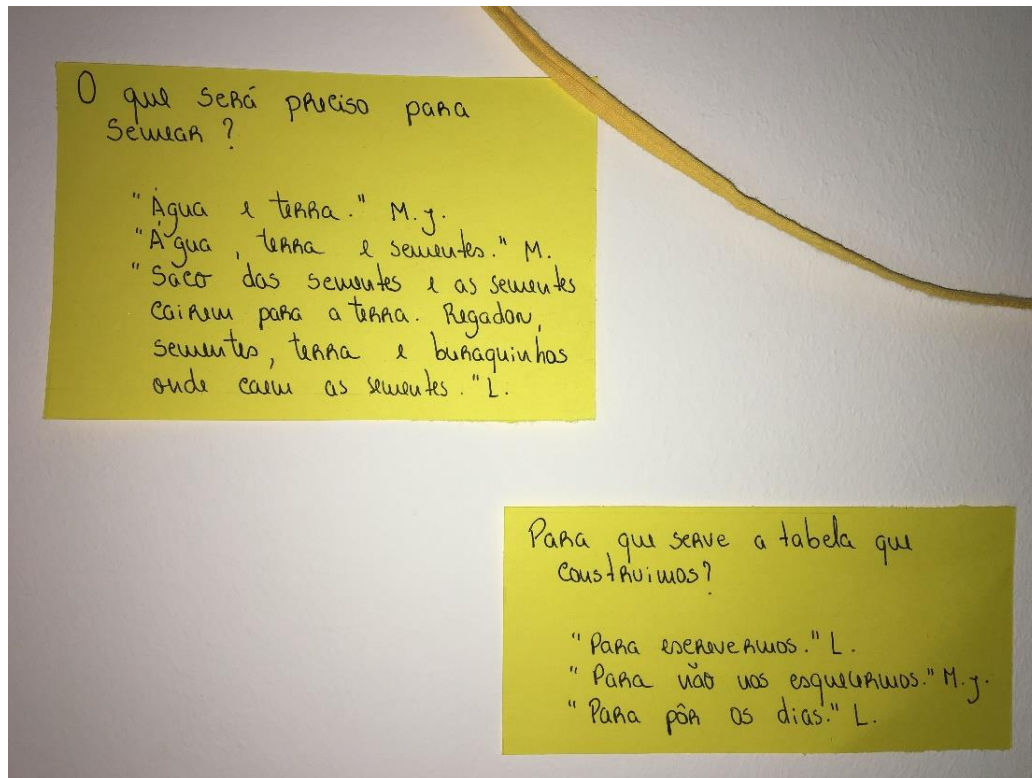 O que será preciso para
semear?
"Água e terra." M.J.
"Água, terra e sementes." M.
"Saco das sementes e as sementes
cairem para a terra. Regador,
sementes, terra e buraquinhos
onde caem as sementes." L.
Para que serve a tabela que
construimos?
"Para escrevermos." L.
"Para não nos esquecermos." M.J.
"Para pôr os dias." L.